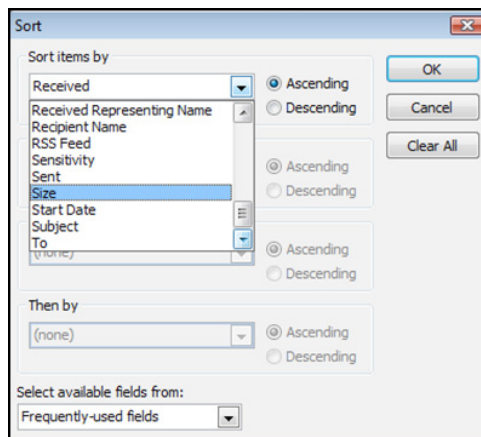 Sort
Sort items by
Received
Ascending
Descending
OK
Cancel
Clear All
Received Representing Name
Recipient Name
RSS Feed
Sensitivity
Sent
Size
Start Date
Subject
To
Ascending
Descending
(none)
Ascending
Descending
Then by
(none)
Ascending
Descending
Select available fields from:
Frequently-used fields